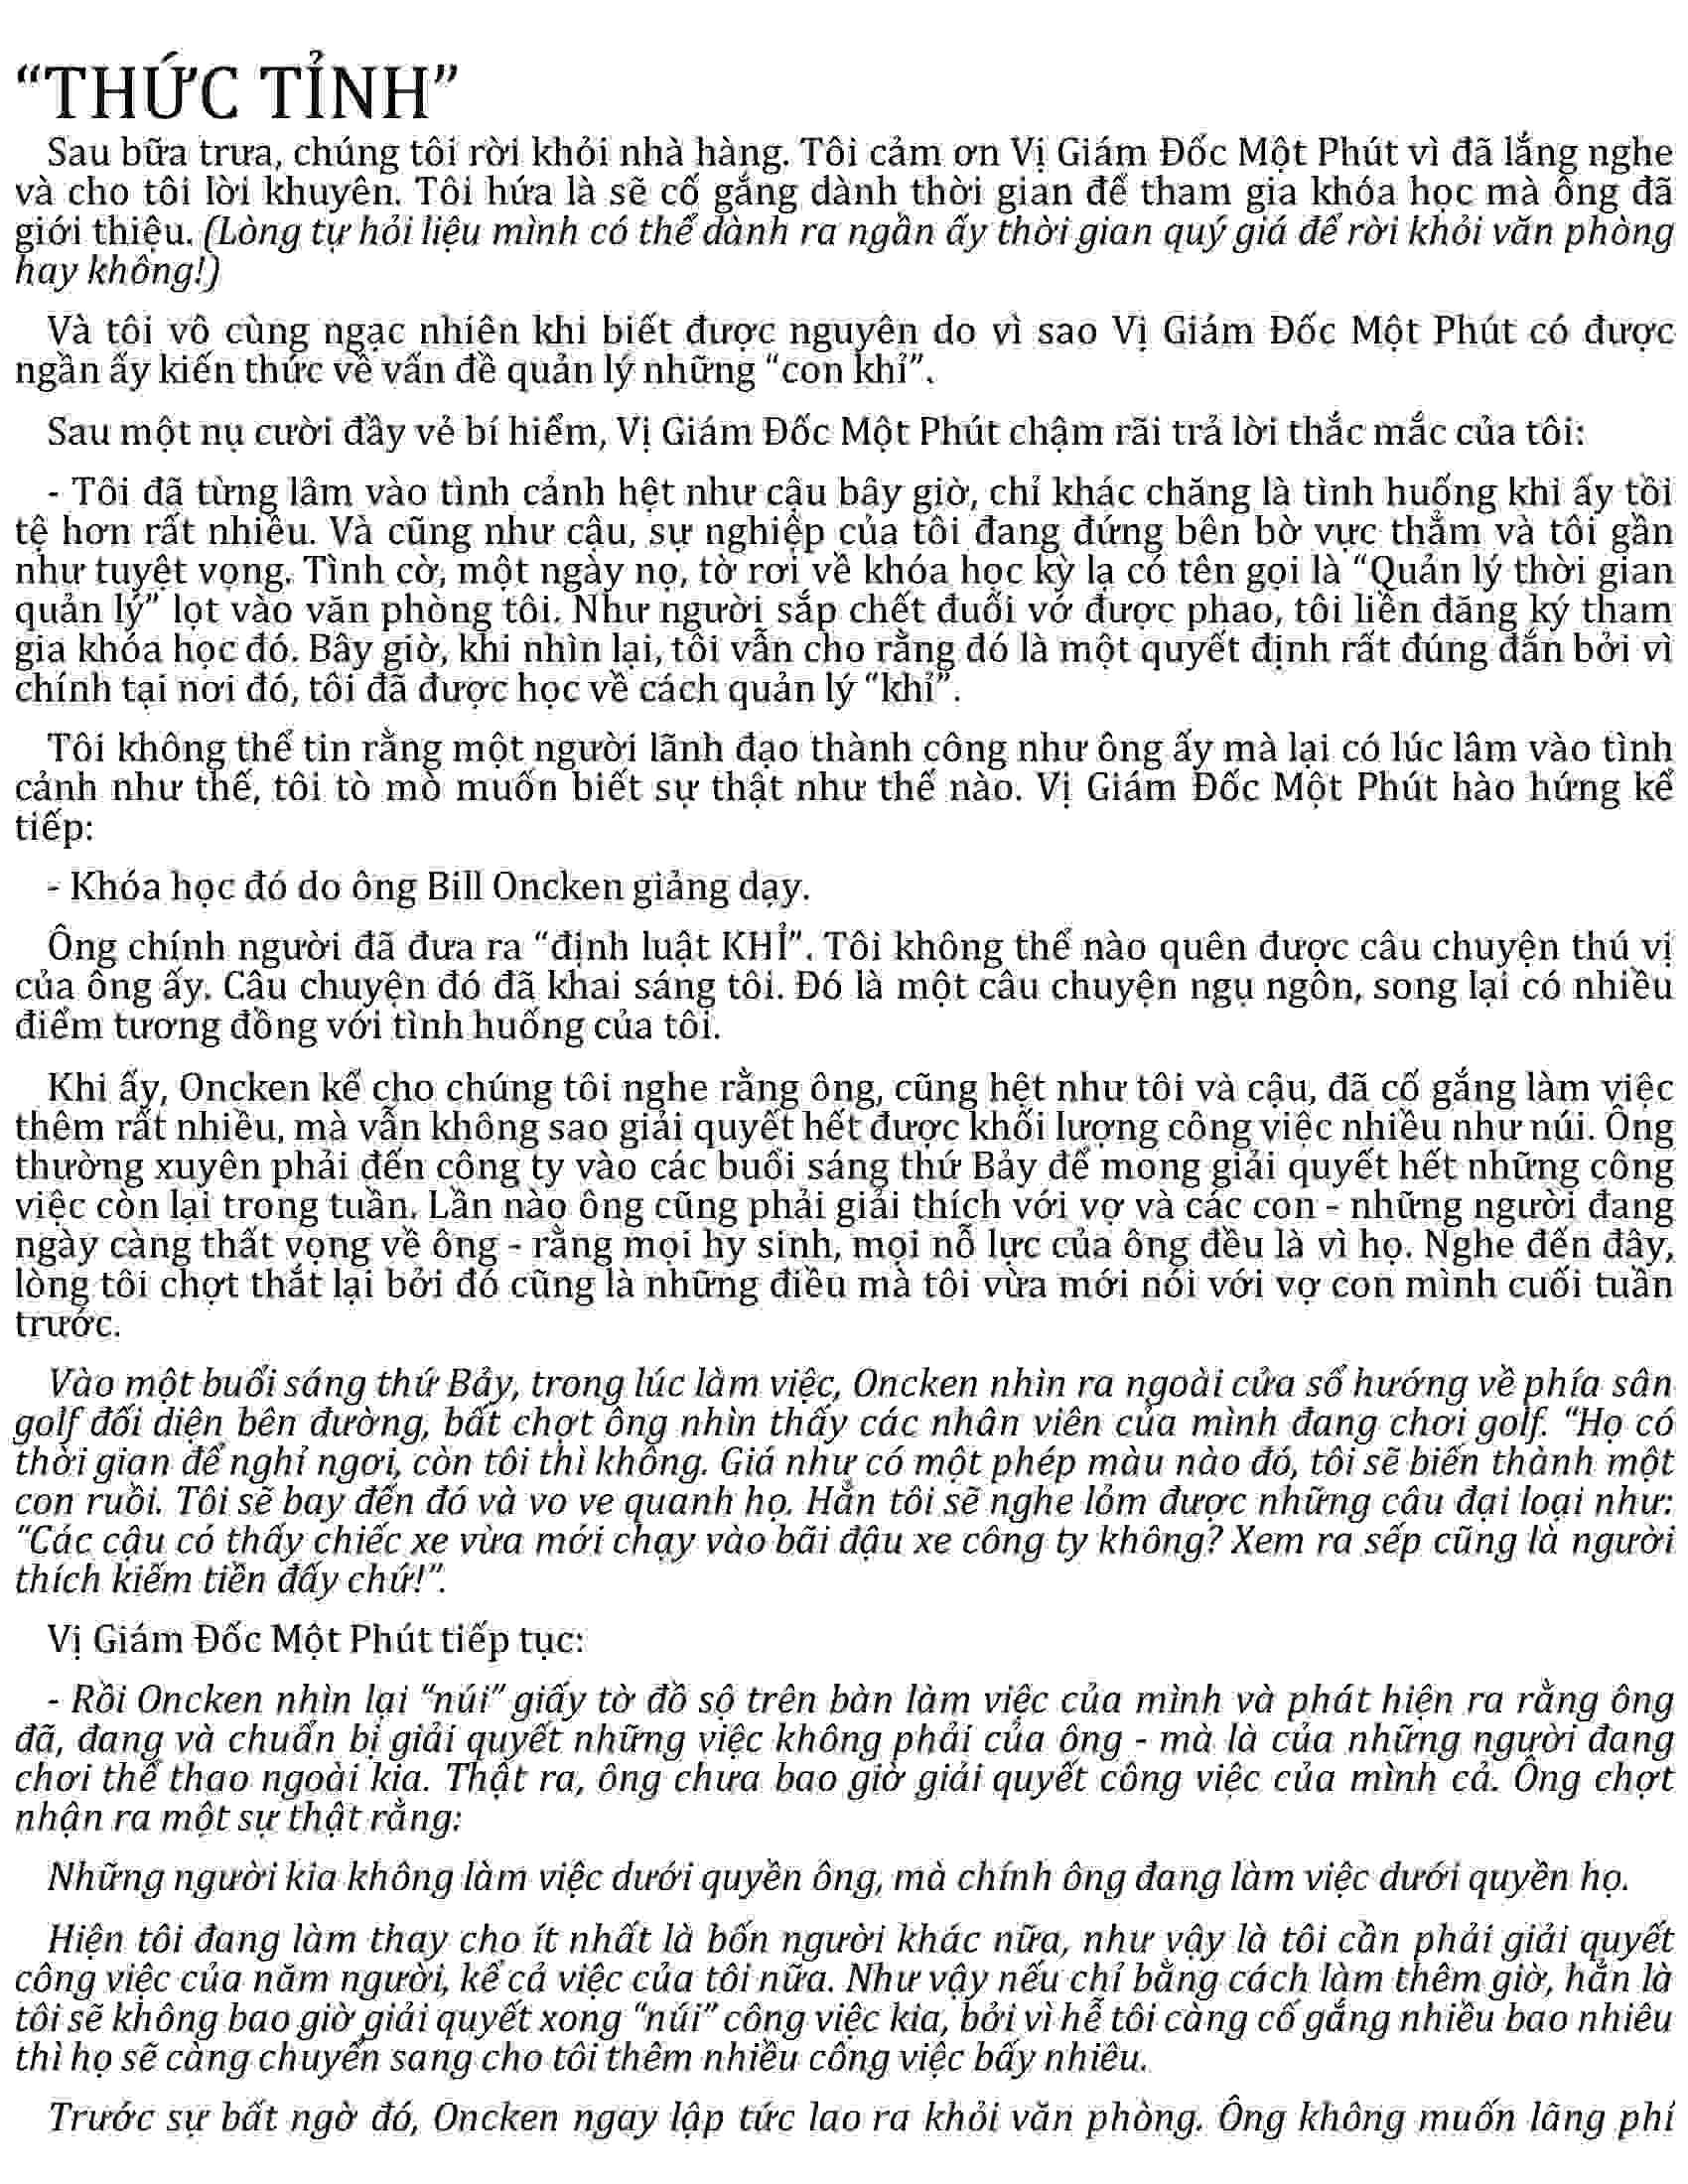 “THỨC TỈNH”
Sau bữa trưa, chúng tôi rời khỏi nhà hàng. Tôi cảm ơn Vị Giám Đốc Một Phút vì đã lắng nghe
và cho tôi lời khuyên. Tôi hứa là sẽ cố gắng dành thời gian để tham gia khóa học mà ông đã
giới thiệu. (Lòng tự hỏi liệu mình có thể dành ra ngần ấy thời gian quý giá để rời khỏi văn phòng
hay không!)
Và tôi vô cùng ngạc nhiên khi biết được nguyên do vì sao Vị Giám Đốc Một Phút có được
ngần ấy kiến thức về vấn đề quản lý những “con khỉ”.
Sau một nụ cười đầy vẻ bí hiểm, Vị Giám Đốc Một Phút chậm rãi trả lời thắc mắc của tôi:
- Tôi đã từng lâm vào tình cảnh hệt như cậu bây giờ, chỉ khác chăng là tình huống khi ấy tồi
tệ hơn rất nhiều. Và cũng như cậu, sự nghiệp của tôi đang đứng bên bờ vực thẳm và tôi gần
như tuyệt vọng. Tình cờ, một ngày nọ, tờ rơi về khóa học kỳ lạ có tên gọi là “Quản lý thời gian
quản lý” lọt vào văn phòng tôi. Như người sắp chết đuối vớ được phao, tôi liền đăng ký tham
gia khóa học đó. Bây giờ, khi nhìn lại, tôi vẫn cho rằng đó là một quyết định rất đúng đắn bởi vì
chính tại nơi đó, tôi đã được học về cách quản lý “khỉ”.
Tôi không thể tin rằng một người lãnh đạo thành công như ông ấy mà lại có lúc lâm vào tình
cảnh như thế, tôi tò mò muốn biết sự thật như thế nào. Vị Giám Đốc Một Phút hào hứng kể
tiếp:
- Khóa học đó do ông Bill Oncken giảng dạy.
Ông chính người đã đưa ra “định luật KHỈ”. Tôi không thể nào quên được câu chuyện thú vị
của ông ấy. Câu chuyện đó đã khai sáng tôi. Đó là một câu chuyện ngụ ngôn, song lại có nhiều
điểm tương đồng với tình huống của tôi.
Khi ấy, Oncken kể cho chúng tôi nghe rằng ông, cũng hệt như tôi và cậu, đã cố gắng làm việc
thêm rất nhiều, mà vẫn không sao giải quyết hết được khối lượng công việc nhiều như núi. Ông
thường xuyên phải đến công ty vào các buổi sáng thứ Bảy để mong giải quyết hết những công
việc còn lại trong tuần. Lần nào ông cũng phải giải thích với vợ và các con - những người đang
ngày càng thất vọng về ông - rằng mọi hy sinh, mọi nỗ lực của ông đều là vì họ. Nghe đến đây,
lòng tôi chợt thắt lại bởi đó cũng là những điều mà tôi vừa mới nói với vợ con mình cuối tuần
trước.
Vào một buổi sáng thứ Bảy, trong lúc làm việc, Oncken nhìn ra ngoài cửa sổ hướng về phía sân
golf đối diện bên đường, bất chợt ông nhìn thấy các nhân viên của mình đang chơi golf. “Họ có
thời gian để nghỉ ngơi, còn tôi thì không. Giá như có một phép màu nào đó, tôi sẽ biến thành một
con ruồi. Tôi sẽ bay đến đó và vo ve quanh họ. Hẳn tôi sẽ nghe lỏm được những câu đại loại như:
“Các cậu có thấy chiếc xe vừa mới chạy vào bãi đậu xe công ty không? Xem ra sếp cũng là người
thích kiếm tiền đấy chứ!”.
Vị Giám Đốc Một Phút tiếp tục:
- Rồi Oncken nhìn lại “núi” giấy tờ đồ sộ trên bàn làm việc của mình và phát hiện ra rằng ông
đã, đang và chuẩn bị giải quyết những việc không phải của ông - mà là của những người đang
chơi thể thao ngoài kia. Thật ra, ông chưa bao giờ giải quyết công việc của mình cả. Ông chợt
nhận ra một sự thật rằng:
Những người kia không làm việc dưới quyền ông, mà chính ông đang làm việc dưới quyền họ.
Hiện tôi đang làm thay cho ít nhất là bốn người khác nữa, như vậy là tôi cần phải giải quyết
công việc của năm người, kể cả việc của tôi nữa. Như vậy nếu chỉ bằng cách làm thêm giờ, hẳn là
tôi sẽ không bao giờ giải quyết xong “núi” công việc kia, bởi vì hễ tôi càng cố gắng nhiều bao nhiêu
thì họ sẽ càng chuyển sang cho tôi thêm nhiều công việc bấy nhiêu.
Trước sự bất ngờ đó, Oncken ngay lập tức lao ra khỏi văn phòng. Ông không muốn lãng phí